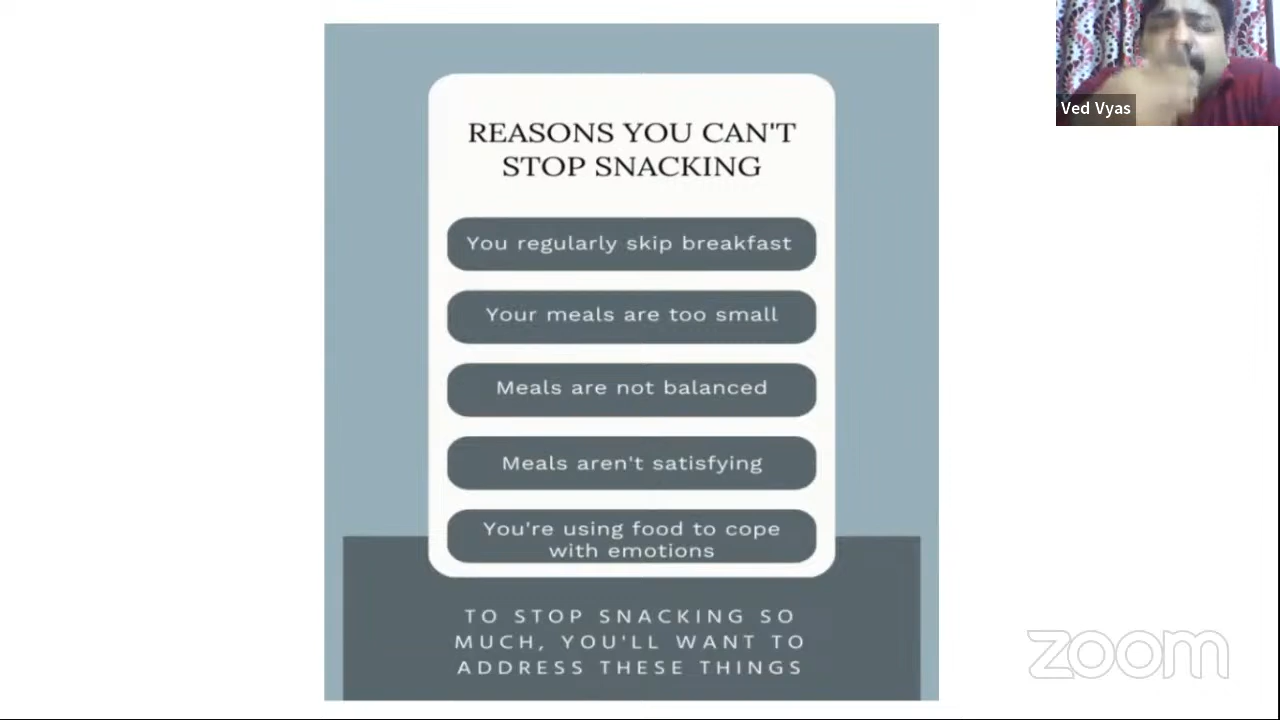 Ved Vyas
REASONS YOU CAN'T
STOP SNACKING
You regularly skip breakfast
Your meals are too small
Meals are not balanced
Meals aren't satisfying
You're using food to cope
with emotions
TO STOP SNACKING SO
MUCH, YOU'LL WANT TO
ADDRESS THESE THINGS
zoom